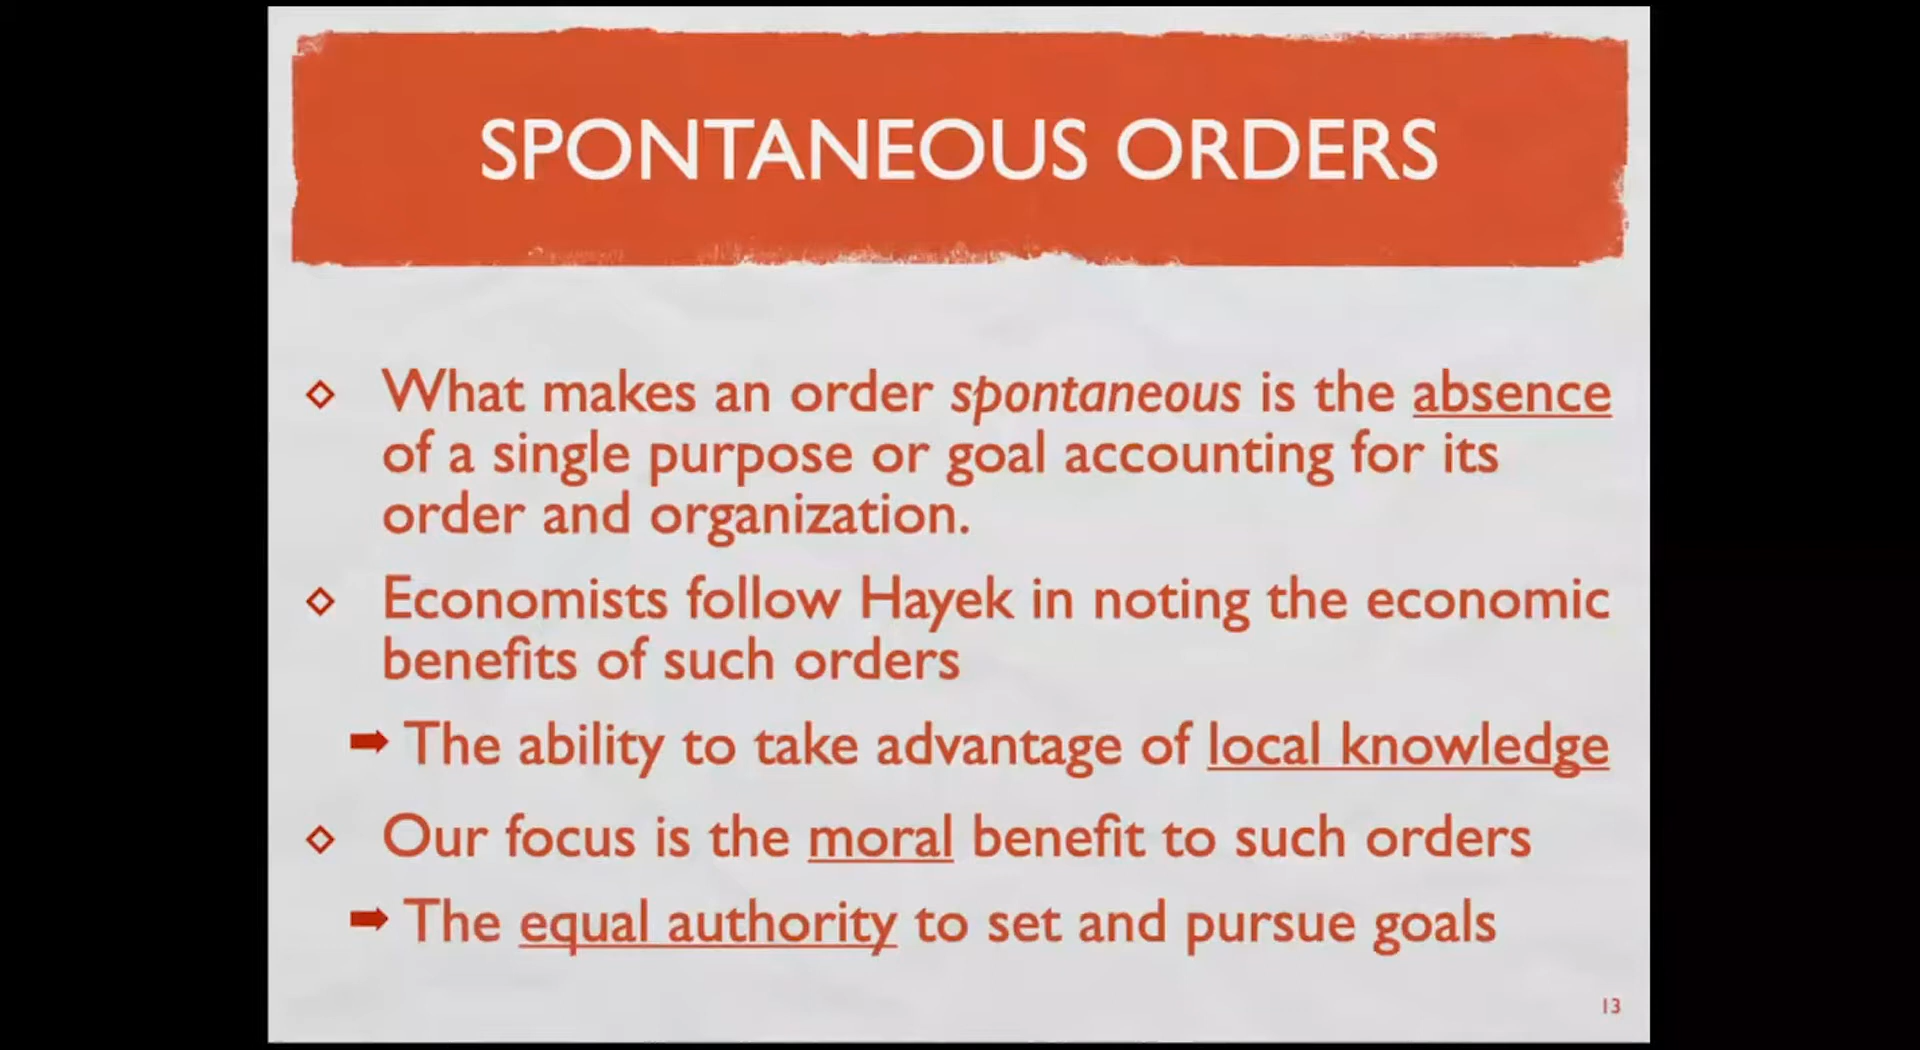 SPONTANEOUS ORDERS
◇ What makes an order spontaneous is the absence
of a single purpose or goal accounting for its
order and organization.
◇ Economists follow Hayek in noting the economic
benefits of such orders
➡ The ability to take advantage of local knowledge
◇ Our focus is the moral benefit to such orders
➡ The equal authority to set and pursue goals
13